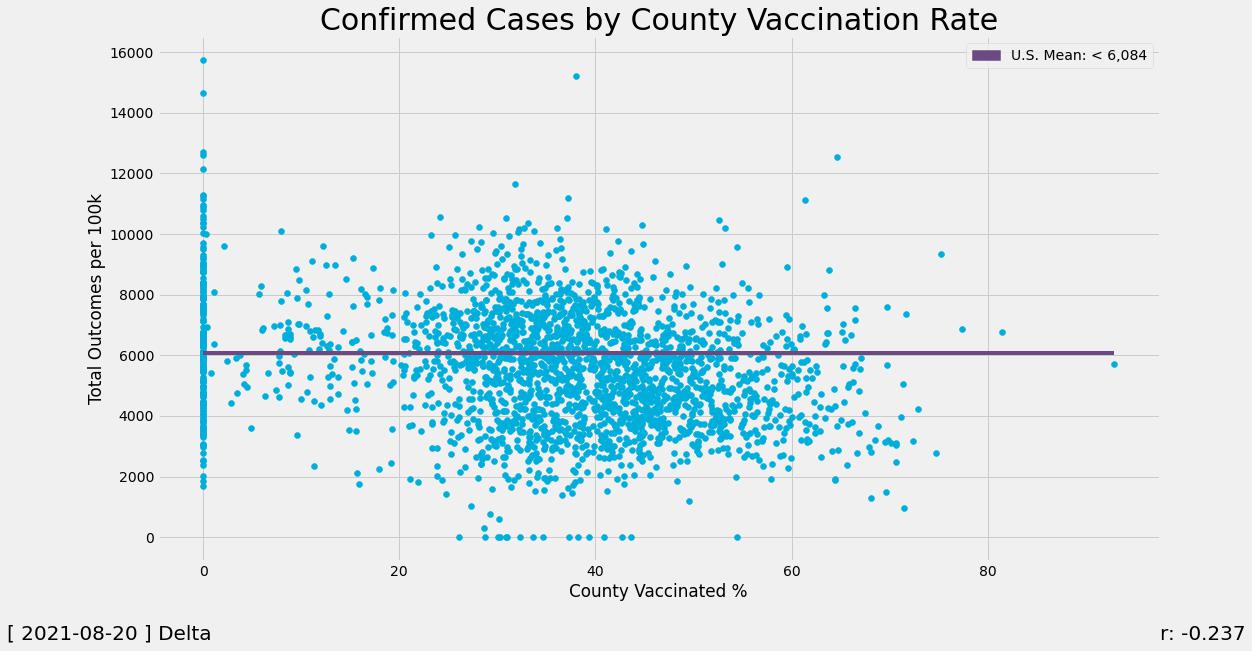 Confirmed Cases by County Vaccination Rate
U.S. Mean: < 6,084
Total Outcomes per 100k
16000
14000
12000
10000
8000
6000
4000
2000
0
0 20 40 60 80
County Vaccinated %
[ 2021-08-20 ] Delta
r: -0.237